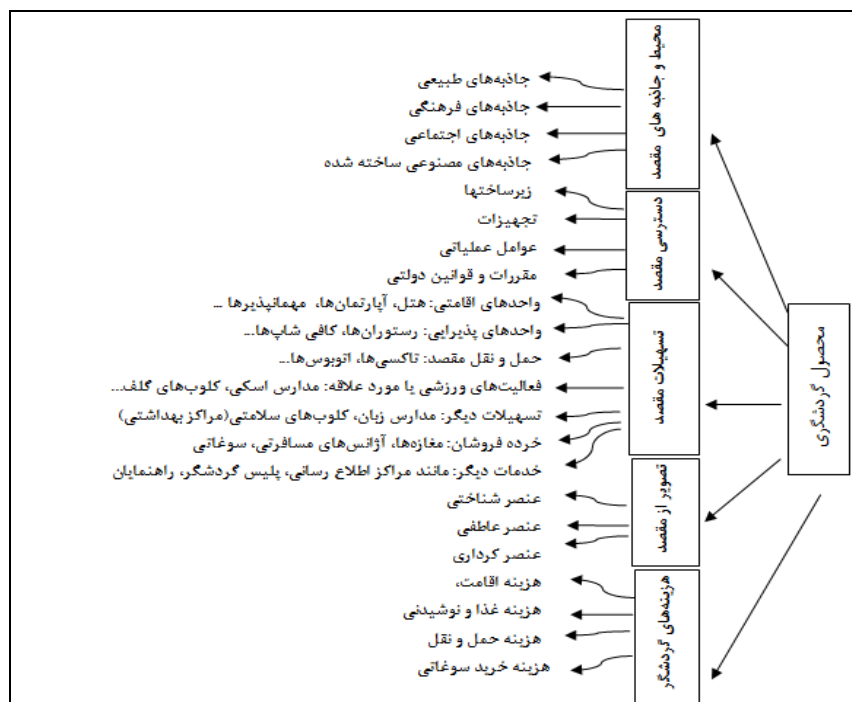 محصول گردشگری
محیط و جاذبه های مقصد
جاذبه‌های طبیعی
جاذبه‌های فرهنگی
جاذبه‌های اجتماعی
جاذبه‌های مصنوعی ساخته شده
دسترسی مقصد
زیرساختها
تجهیزات
عوامل عملیاتی
مقررات و قوانین دولتی
تسهیلات مقصد
واحدهای اقامتی: هتل، آپارتمان‌ها، مهمانپذیرها ...
واحدهای پذیرایی: رستوران‌ها، کافی شاپ‌ها...
حمل و نقل مقصد: تاکسی‌ها، اتوبوس‌ها...
فعالیت‌های ورزشی یا مورد علاقه: مدارس اسکی، کلوب‌های گلف...
تسهیلات دیگر: مدارس زبان، کلوب‌های سلامتی(مراکز بهداشتی)
خرده فروشان: مغازه‌ها، آژانس‌های مسافرتی، سوغاتی
خدمات دیگر: مانند مراکز اطلاع رسانی، پلیس گردشگر، راهنمایان
تصویر از مقصد
عنصر شناختی
عنصر عاطفی
عنصر کرداری
هزینه‌های گردشگر
هزینه اقامت،
هزینه غذا و نوشیدنی
هزینه حمل و نقل
هزینه خرید سوغاتی